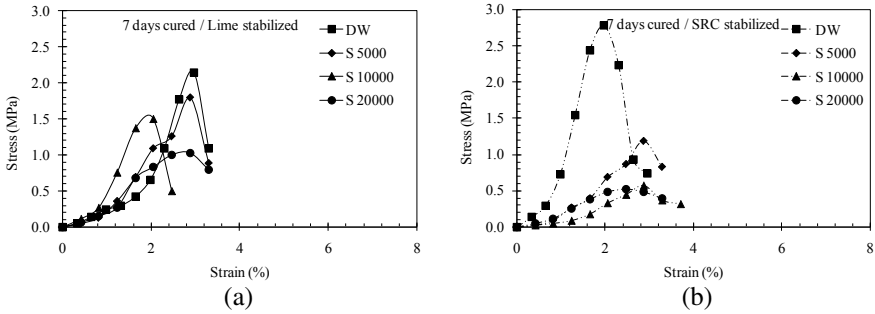 7 days cured / Lime stabilized
DW
S 5000
S 10000
S 20000
3.0
2.5
2.0
1.5
1.0
0.5
0.0
Stress (MPa)
0 2 4 6 8
Strain (%)
(a)
7 days cured / SRC stabilized
DW
S 5000
S 10000
S 20000
3.0
2.5
2.0
1.5
1.0
0.5
0.0
Stress (MPa)
0 2 4 6 8
Strain (%)
(b)